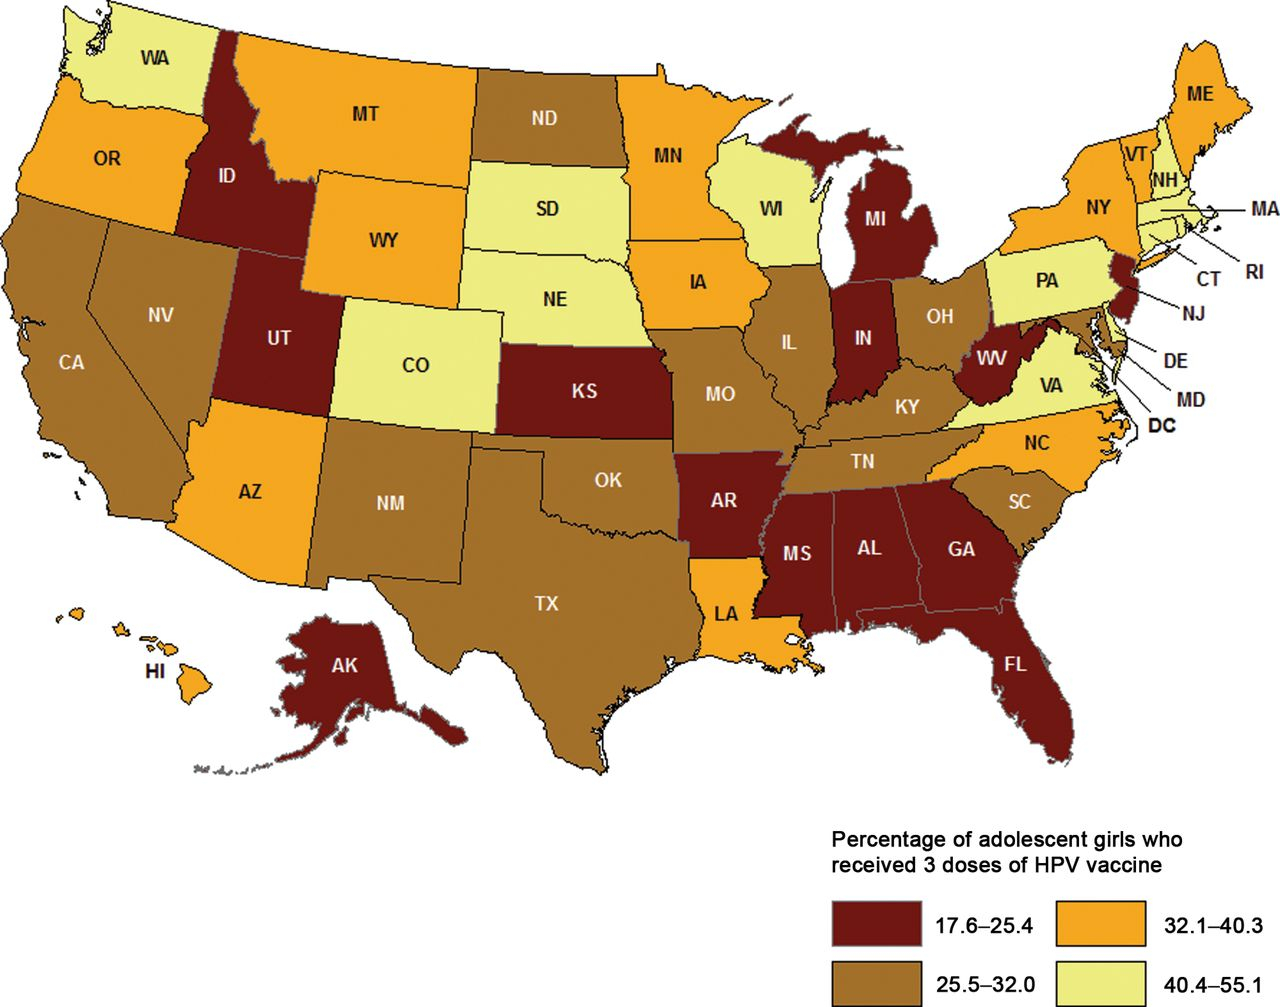 WA
MT
ND
MN
ME
OR
ID
SD
WI
VT
NH
NY
MA
MI
WY
RI
IA
PA
CT
NE
NV
UT
IL
IN
OH
NJ
CA
CO
WV
DE
KS
MO
VA
MD
KY
DC
NC
TN
AZ
NM
OK
AR
SC
MS
AL
GA
TX
LA
HI
AK
FL
Percentage of adolescent girls who
received 3 doses of HPV vaccine
17.6–25.4
32.1–40.3
25.5–32.0
40.4–55.1